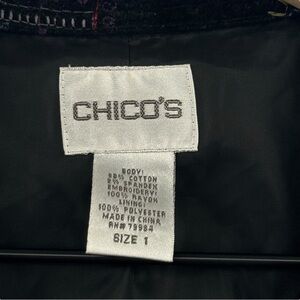 CHICO'S
BODY:
98% COTTON
2% SPANDEX
EMBROIDERY:
100% RAYON
LINING:
100% POLYESTER
MADE IN CHINA
RN# 79984
SIZE 1